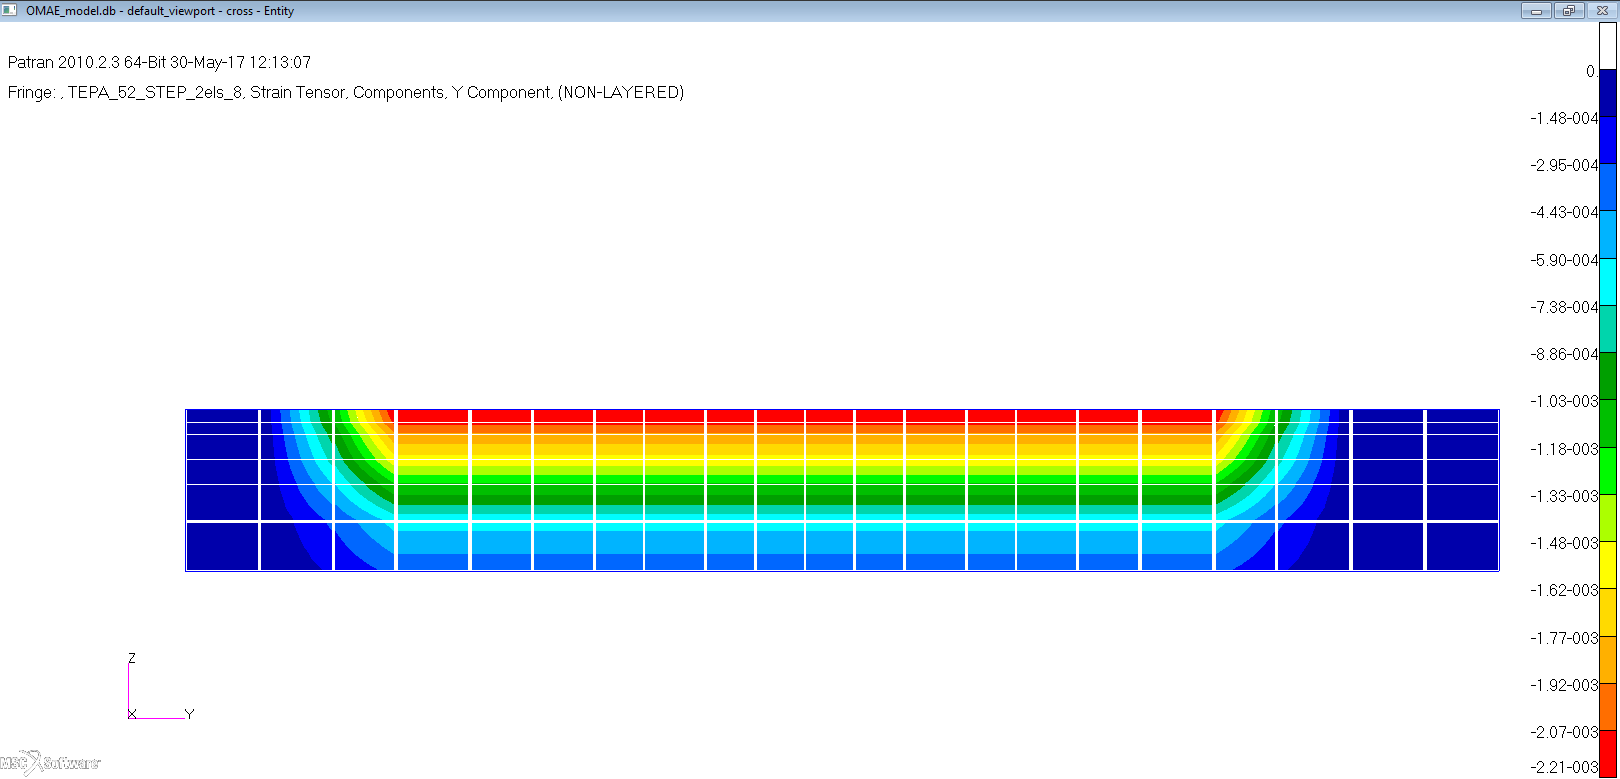 OMAE_model.db - default_viewport - cross - Entity
Patran 2010.2.3 64-Bit 30-May-17 12:13:07
Fringe: , TEPA_52_STEP_2els_8, Strain Tensor, Components, Y Component, (NON-LAYERED)
0.
-1.48-004
-2.95-004
-4.43-004
-5.90-004
-7.38-004
-8.86-004
-1.03-003
-1.18-003
-1.33-003
-1.48-003
-1.62-003
-1.77-003
-1.92-003
-2.07-003
-2.21-003
Z
X Y
MSC Software